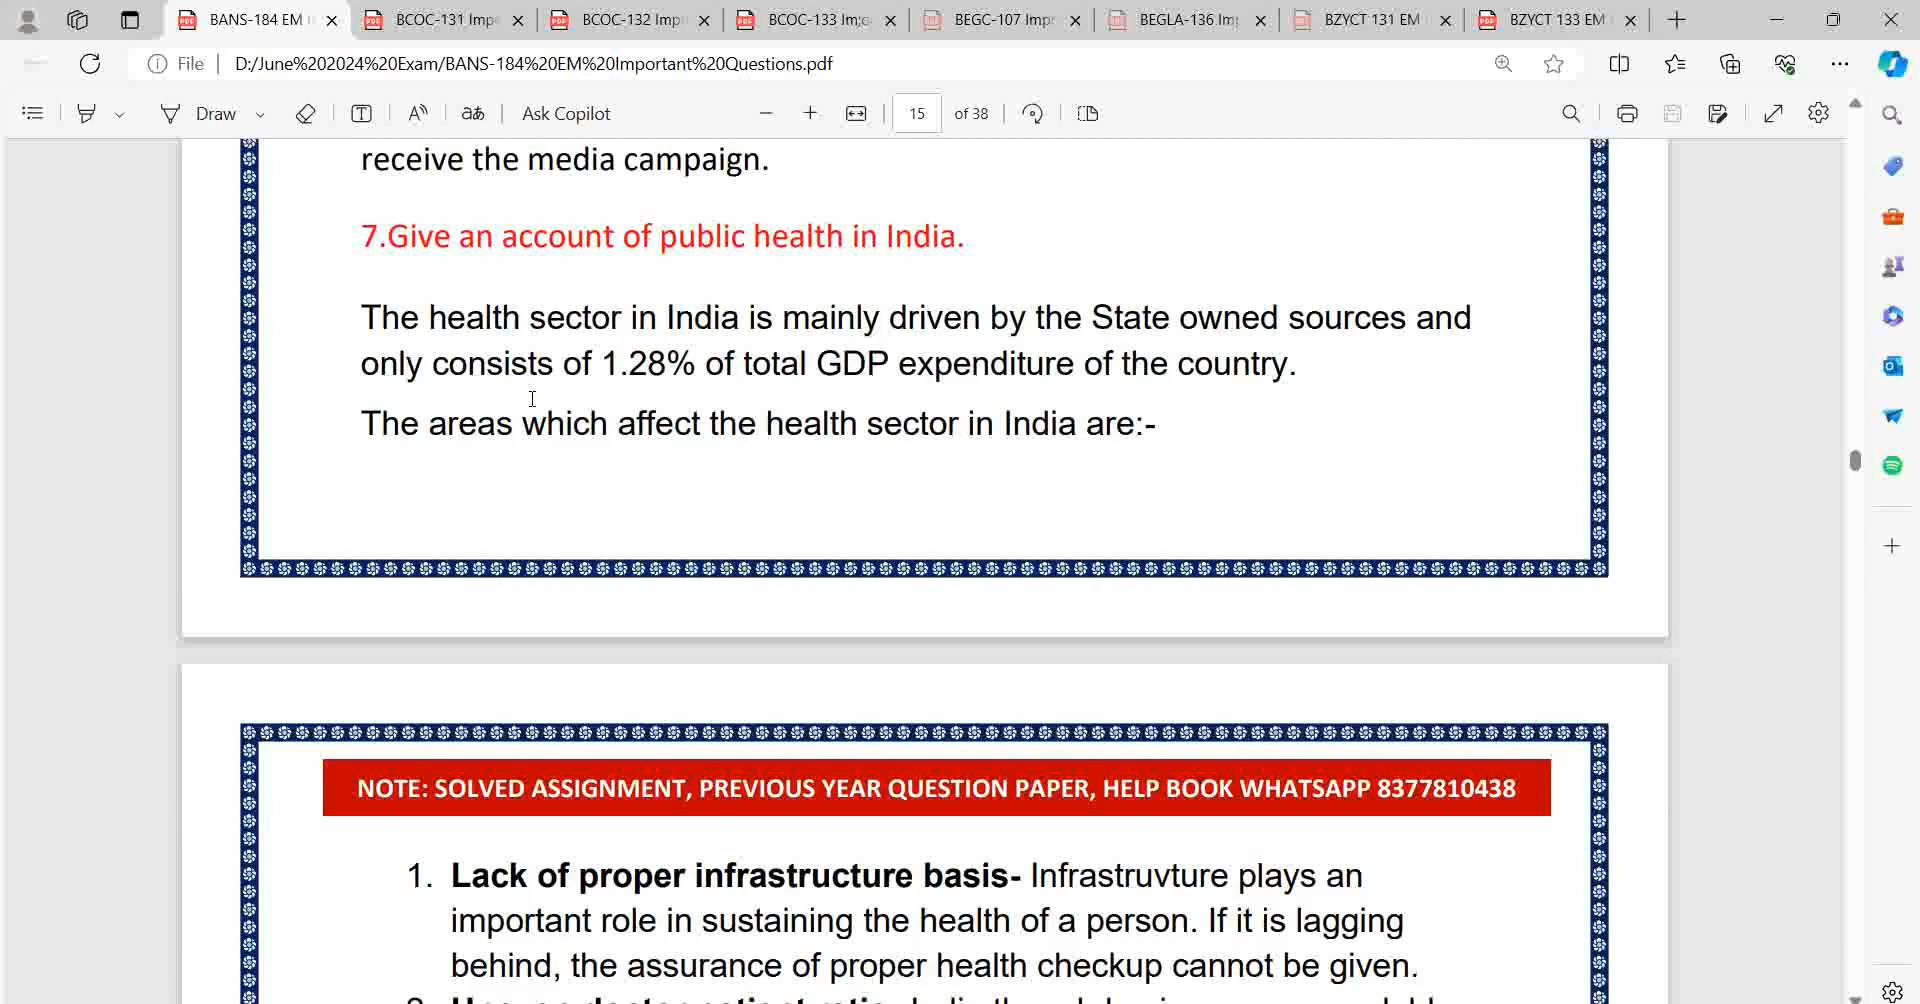 BANS-184 EM
BCOC-131 Imp
BCOC-132 Imp
BCOC-133 Im;o
BEGC-107 Imp
BEGLA-136 Im
BZYCT 131 EM
BZYCT 133 EM
File
D:/June%202024%20Exam/BANS-184%20EM%20Important%20Questions.pdf
Draw
Ask Copilot
15 of 38
receive the media campaign.
7.Give an account of public health in India.
The health sector in India is mainly driven by the State owned sources and
only consists of 1.28% of total GDP expenditure of the country.
The areas which affect the health sector in India are:-
NOTE: SOLVED ASSIGNMENT, PREVIOUS YEAR QUESTION PAPER, HELP BOOK WHATSAPP 8377810438
1. Lack of proper infrastructure basis- Infrastruvture plays an
important role in sustaining the health of a person. If it is lagging
behind, the assurance of proper health checkup cannot be given.